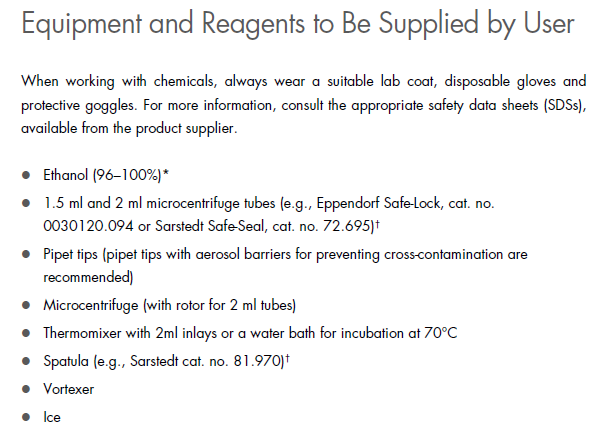 Equipment and Reagents to Be Supplied by User
When working with chemicals, always wear a suitable lab coat, disposable gloves and
protective goggles. For more information, consult the appropriate safety data sheets (SDSs),
available from the product supplier.
● Ethanol (96–100%)*
● 1.5 ml and 2 ml microcentrifuge tubes (e.g., Eppendorf Safe-Lock, cat. no.
0030120.094 or Sarstedt Safe-Seal, cat. no. 72.695)†
● Pipet tips (pipet tips with aerosol barriers for preventing cross-contamination are
recommended)
● Microcentrifuge (with rotor for 2 ml tubes)
● Thermomixer with 2ml inlays or a water bath for incubation at 70°C
● Spatula (e.g., Sarstedt cat. no. 81.970)†
● Vortexer
● Ice